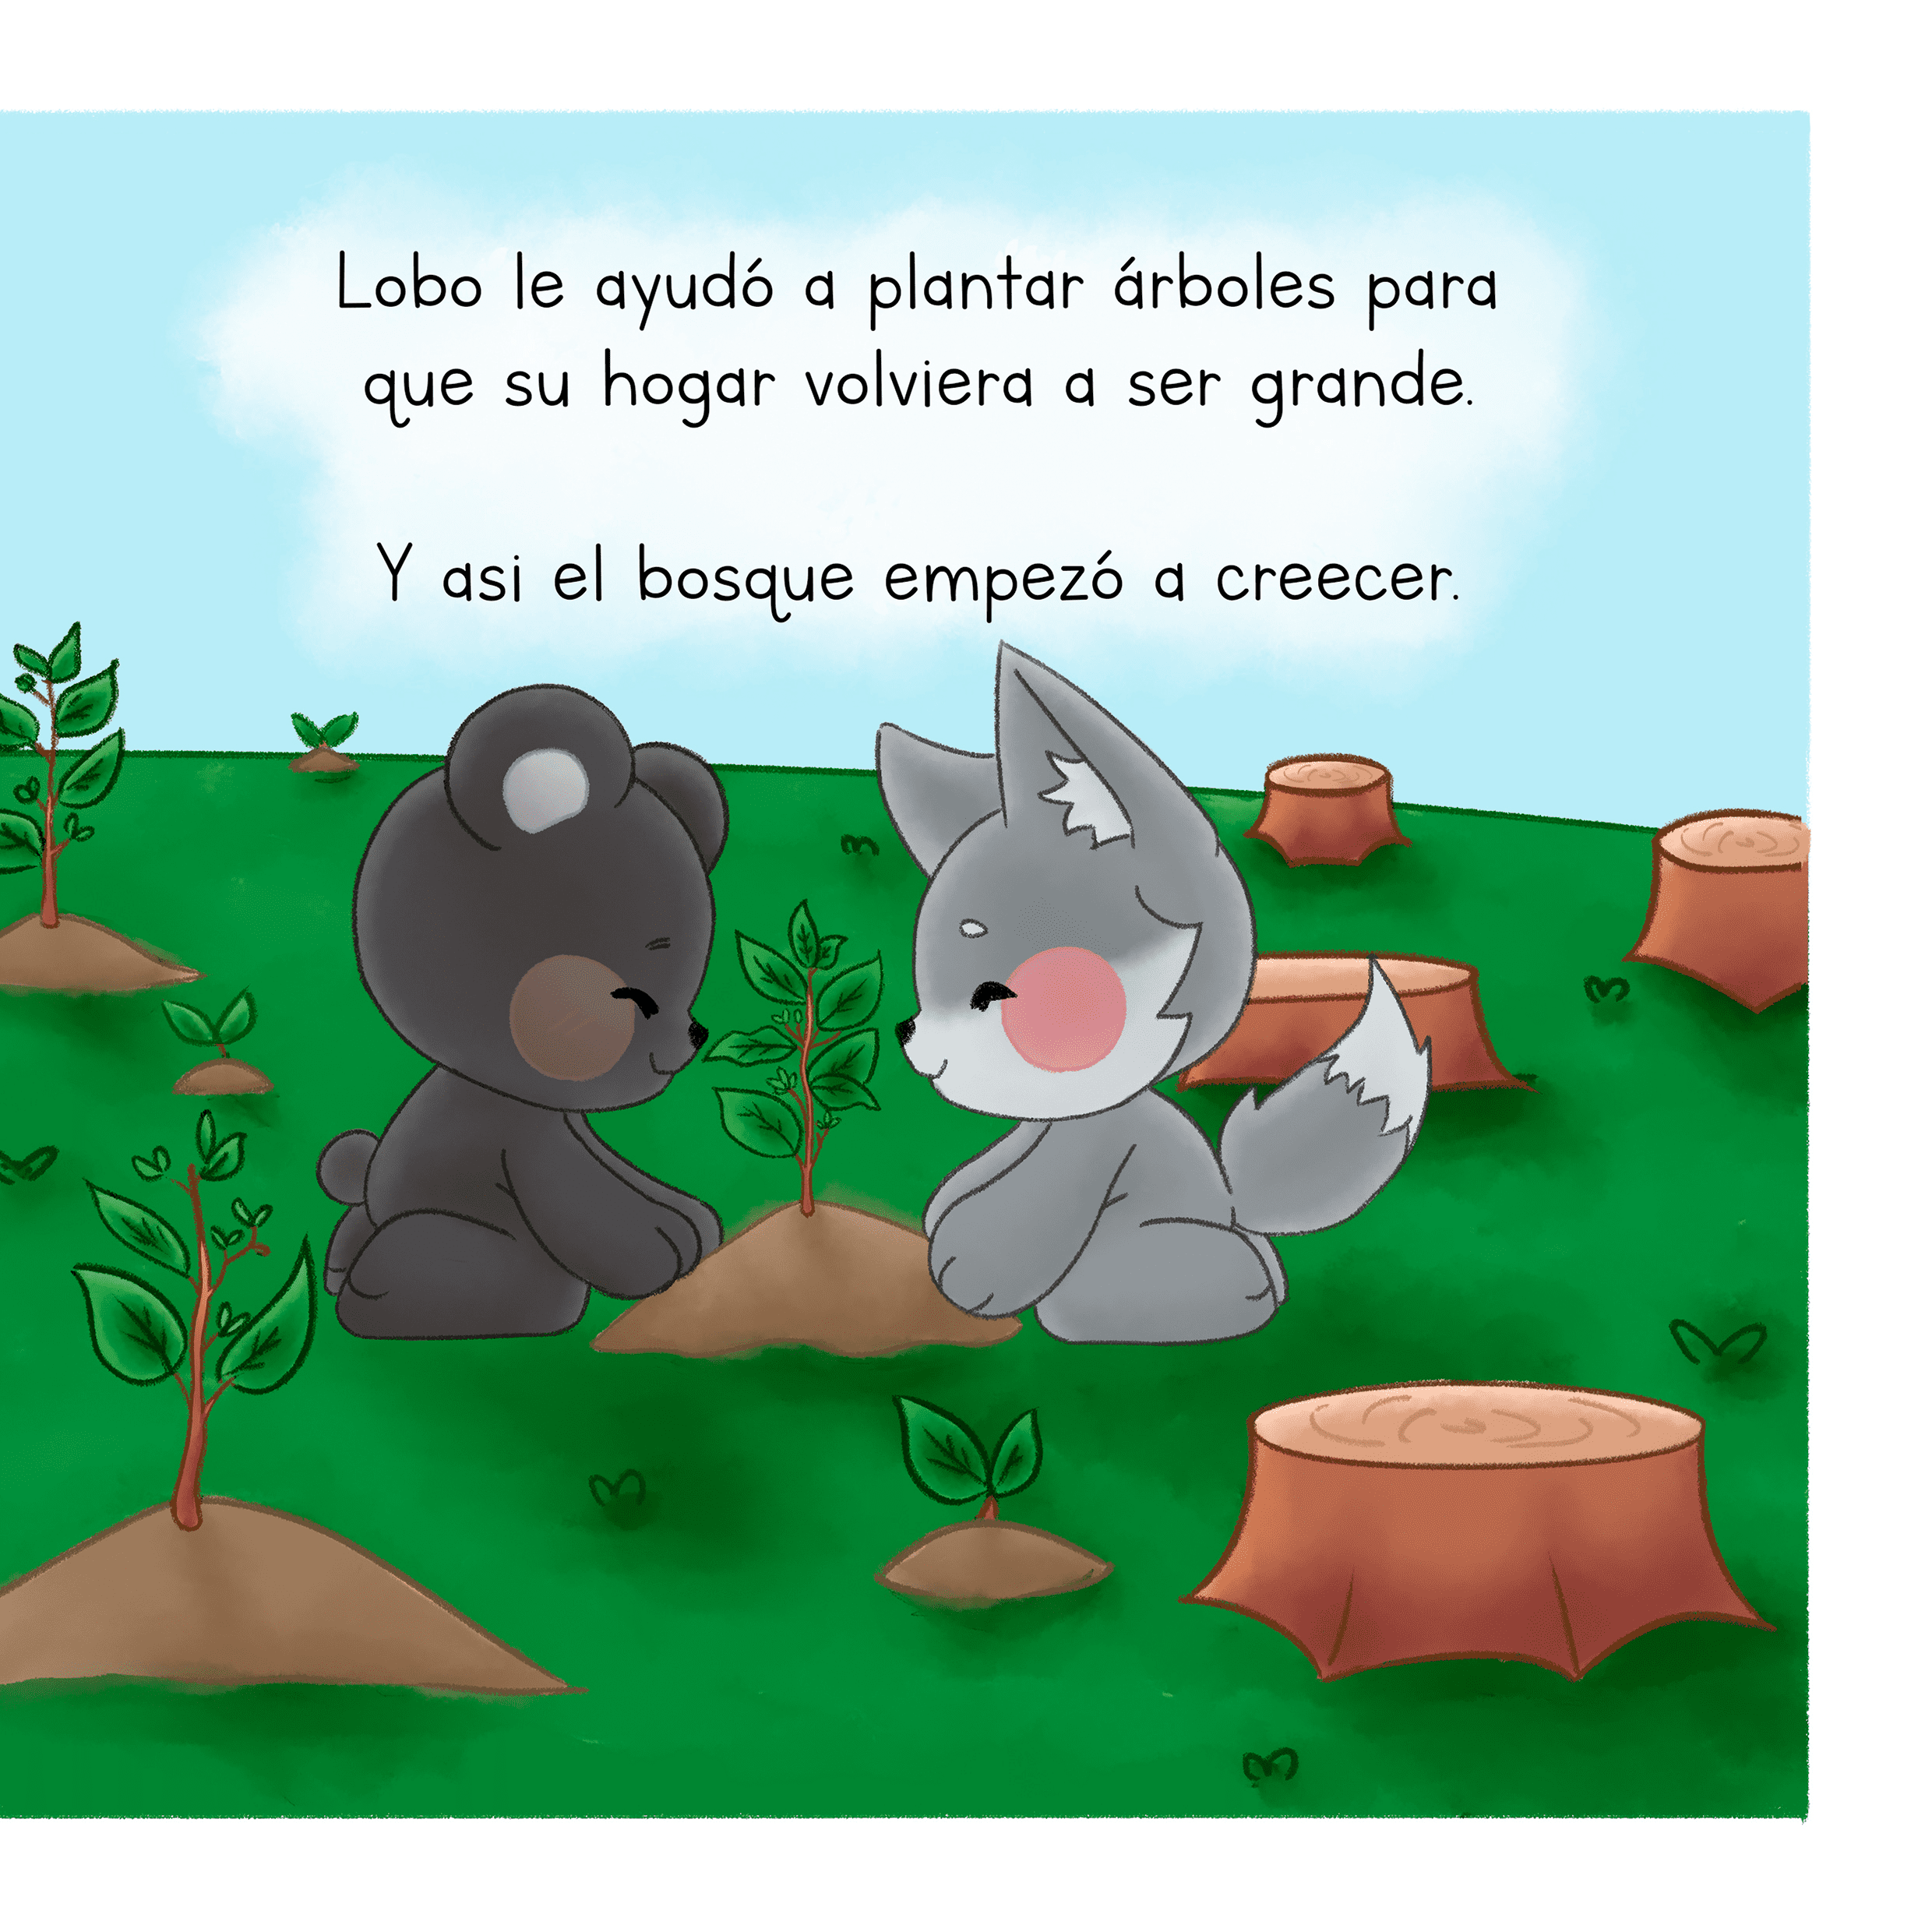 Lobo le ayudó a plantar árboles para
que su hogar volviera a ser grande.
Y asi el bosque empezó a creecer.